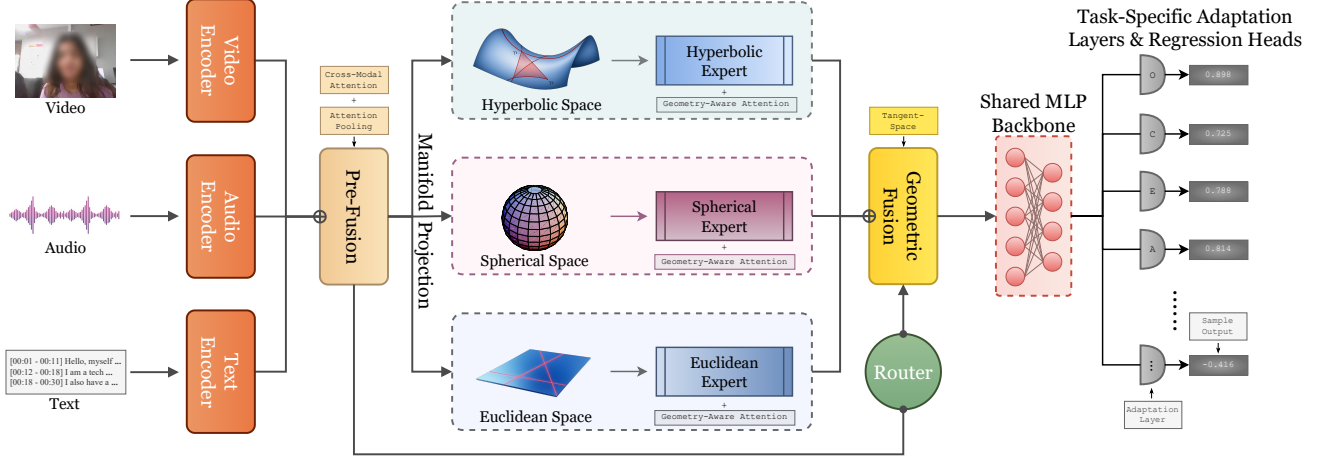 Video
Audio
[00:01 - 00:11] Hello, myself ...
[00:12 - 00:18] I am a tech ...
[00:18 - 00:30] I also have a ...
Text
Video
Encoder
Audio
Encoder
Text
Encoder
Cross-Modal
Attention
+
Attention
Pooling
Pre-Fusion
Manifold Projection
Hyperbolic Space
Hyperbolic
Expert
+
Geometry-Aware Attention
Spherical Space
Spherical
Expert
+
Geometry-Aware Attention
Euclidean Space
Euclidean
Expert
+
Geometry-Aware Attention
Tangent-
Space
Geometric
Fusion
Router
Shared MLP
Backbone
Task-Specific Adaptation
Layers & Regression Heads
O
0.898
C
0.725
E
0.788
A
0.814
Sample
Output
-0.416
Adaptation
Layer